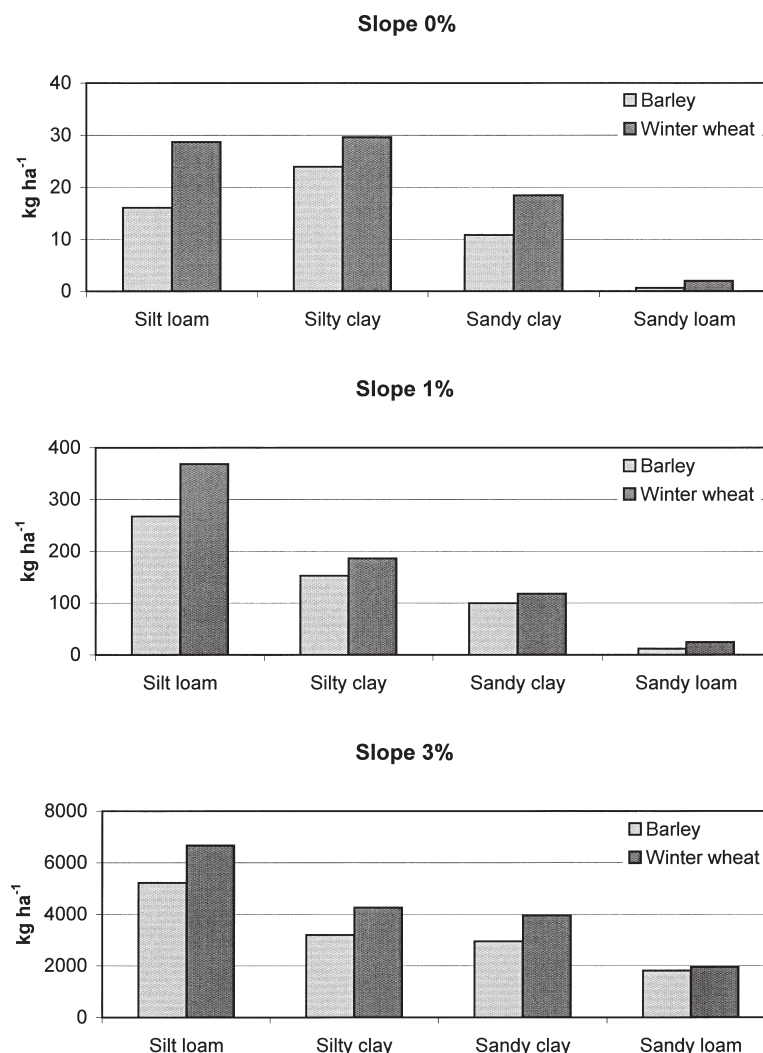 Slope 0%
40
30
20
10
0
kg ha-1
Barley
Winter wheat
Silt loam Silty clay Sandy clay Sandy loam
Slope 1%
400
300
200
100
0
kg ha-1
Barley
Winter wheat
Silt loam Silty clay Sandy clay Sandy loam
Slope 3%
8000
6000
4000
2000
0
kg ha-1
Barley
Winter wheat
Silt loam Silty clay Sandy clay Sandy loam